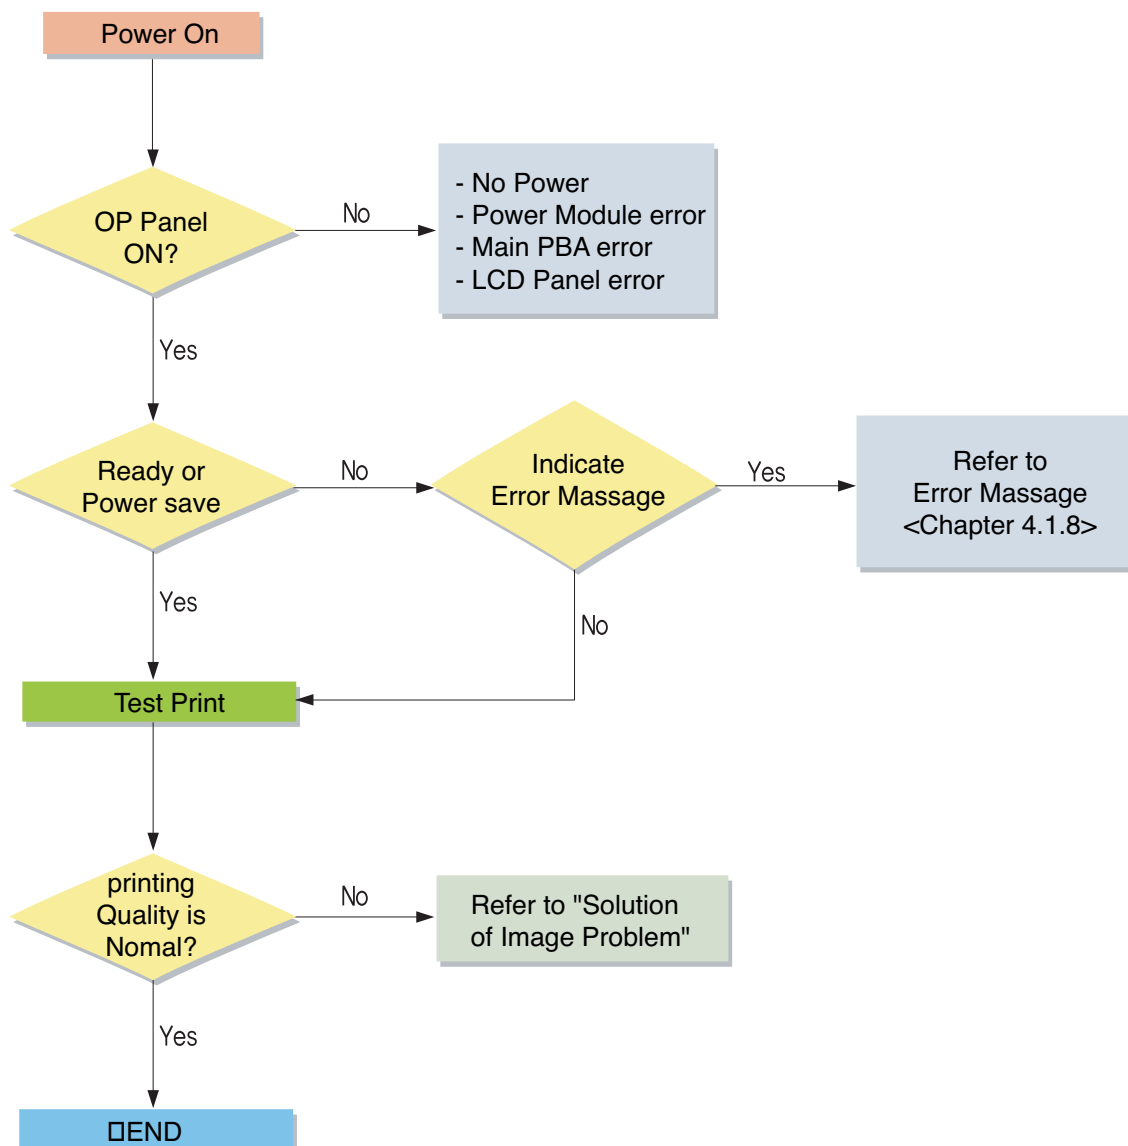 Power On
OP Panel
ON?
No
- No Power
- Power Module error
- Main PBA error
- LCD Panel error
Yes
Ready or
Power save
No
Indicate
Error Massage
Yes
Refer to
Error Massage
<Chapter 4.1.8>
Yes
No
Test Print
printing
Quality is
Nomal?
No
Refer to "Solution
of Image Problem"
Yes
□END